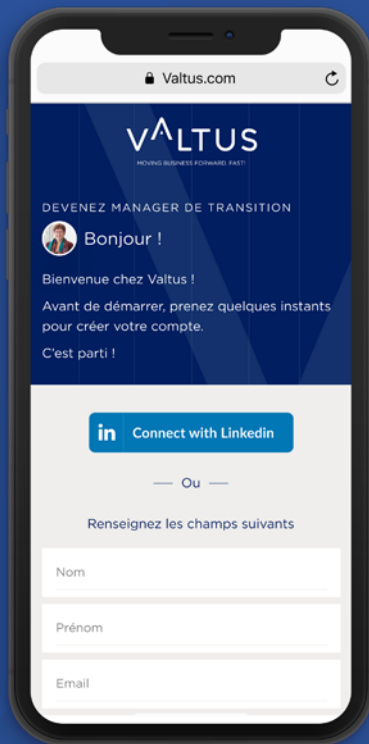 Valtus.com
VALTUS
MOVING BUSINESS FORWARD. FAST!
DEVENEZ MANAGER DE TRANSITION
Bonjour !
Bienvenue chez Valtus !
Avant de démarrer, prenez quelques instants
pour créer votre compte.
C'est parti !
in Connect with Linkedin
Ou
Renseignez les champs suivants
Nom
Prénom
Email